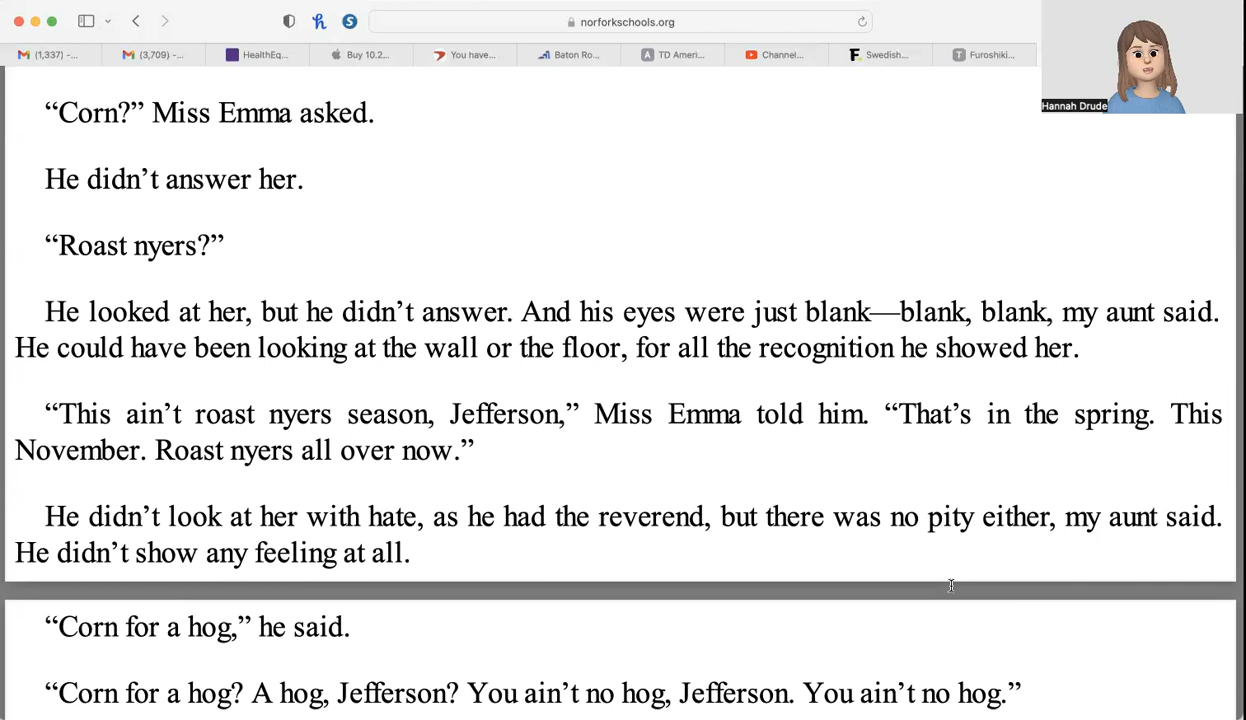 norforkschools.org
(1,337) -...
(3,709) -...
HealthEq...
Buy 10.2...
You have...
Baton Ro...
TD Ameri...
Channel...
Swedish...
Furoshiki...
Hannah Drude
“Corn?” Miss Emma asked.
He didn’t answer her.
“Roast nyers?”
He looked at her, but he didn’t answer. And his eyes were just blank—blank, blank, my aunt said.
He could have been looking at the wall or the floor, for all the recognition he showed her.
“This ain’t roast nyers season, Jefferson,” Miss Emma told him. “That’s in the spring. This
November. Roast nyers all over now.”
He didn’t look at her with hate, as he had the reverend, but there was no pity either, my aunt said.
He didn’t show any feeling at all.
“Corn for a hog,” he said.
“Corn for a hog? A hog, Jefferson? You ain’t no hog, Jefferson. You ain’t no hog.”